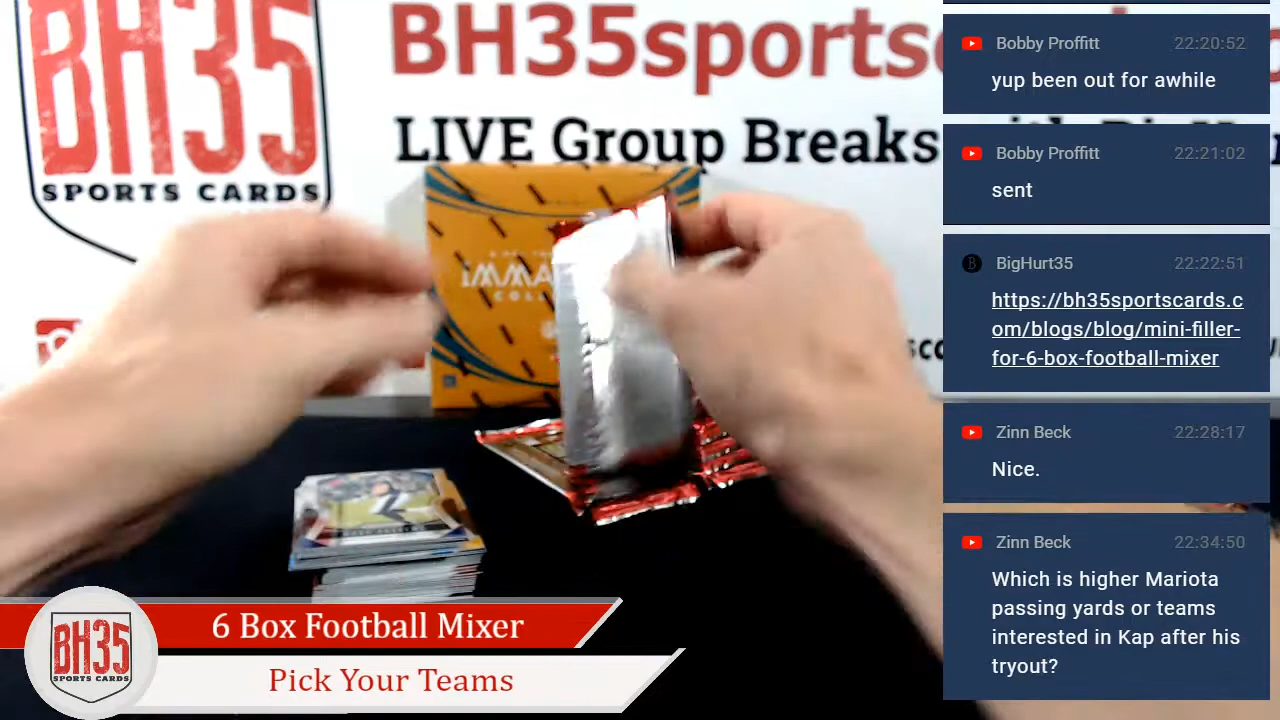 BH35
SPORTS CARDS
BH35sports
LIVE Group Breaks
IMMA
COLL
6 Box Football Mixer
Pick Your Teams
BH35
SPORTS CARDS
Bobby Proffitt 22:20:52
yup been out for awhile
Bobby Proffitt 22:21:02
sent
BigHurt35 22:22:51
https://bh35sportscards.c
om/blogs/blog/mini-filler-
for-6-box-football-mixer
Zinn Beck 22:28:17
Nice.
Zinn Beck 22:34:50
Which is higher Mariota
passing yards or teams
interested in Kap after his
tryout?